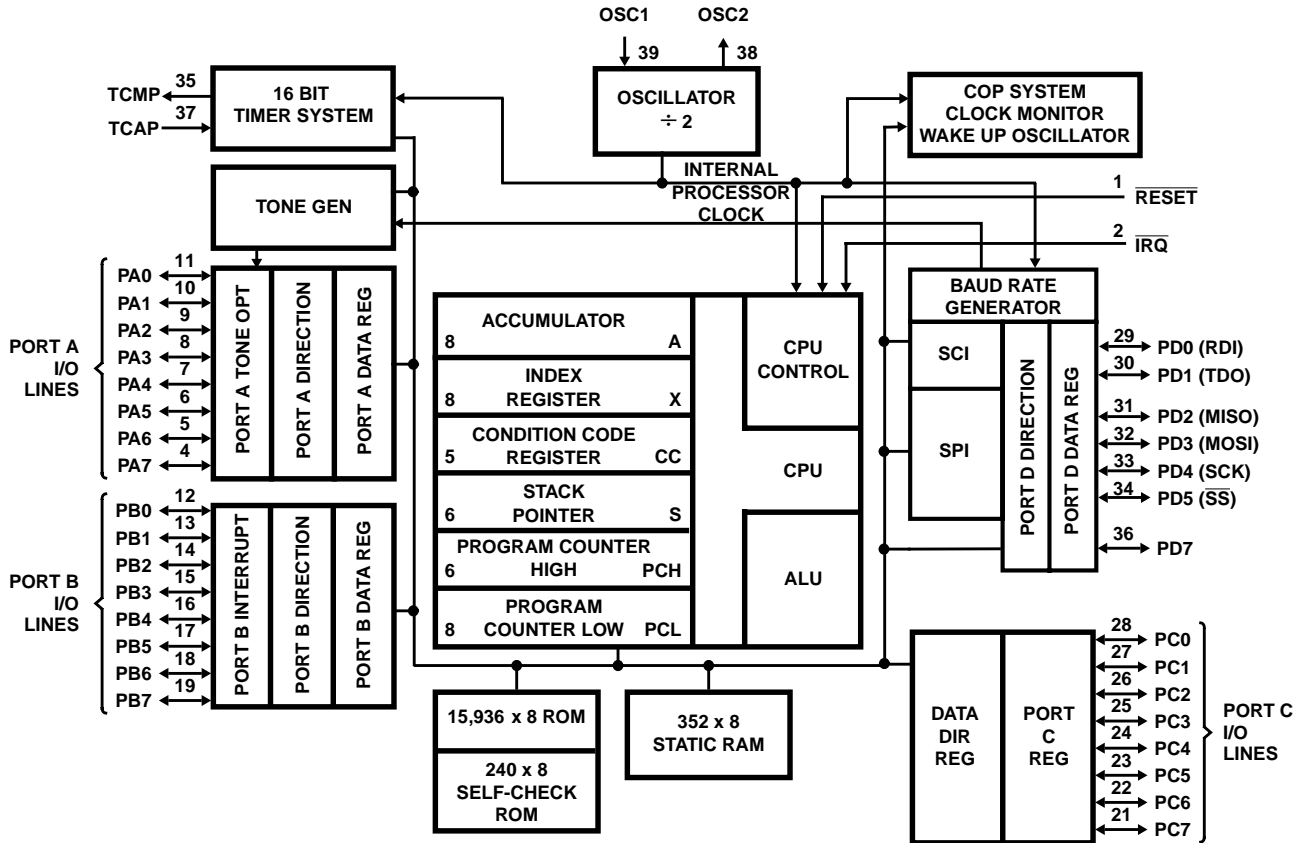 OSC1 OSC2
39 38
OSCILLATOR
÷ 2
TCMP 35
TCAP 37
16 BIT
TIMER SYSTEM
COP SYSTEM
CLOCK MONITOR
WAKE UP OSCILLATOR
INTERNAL
PROCESSOR
CLOCK
1 RESET
2 IRQ
TONE GEN
PORT A
I/O
LINES
PA0 11
PA1 10
PA2 9
PA3 8
PA4 7
PA5 6
PA6 5
PA7 4
PORT A TONE OPT
PORT A DIRECTION
PORT A DATA REG
PORT B
I/O
LINES
PB0 12
PB1 13
PB2 14
PB3 15
PB4 16
PB5 17
PB6 18
PB7 19
PORT B INTERRUPT
PORT B DIRECTION
PORT B DATA REG
ACCUMULATOR
8 A
INDEX
REGISTER
8 X
CONDITION CODE
REGISTER
5 CC
STACK
POINTER
6 S
PROGRAM COUNTER
HIGH
6 PCH
PROGRAM
COUNTER LOW
8 PCL
CPU
CONTROL
CPU
ALU
15,936 x 8 ROM
240 x 8
SELF-CHECK
ROM
352 x 8
STATIC RAM
BAUD RATE
GENERATOR
SCI
SPI
PORT D DIRECTION
PORT D DATA REG
29 PD0 (RDI)
30 PD1 (TDO)
31 PD2 (MISO)
32 PD3 (MOSI)
33 PD4 (SCK)
34 PD5 (SS)
36 PD7
DATA
DIR
REG
PORT
C
REG
28 PC0
27 PC1
26 PC2
25 PC3
24 PC4
23 PC5
22 PC6
21 PC7
PORT C
I/O
LINES